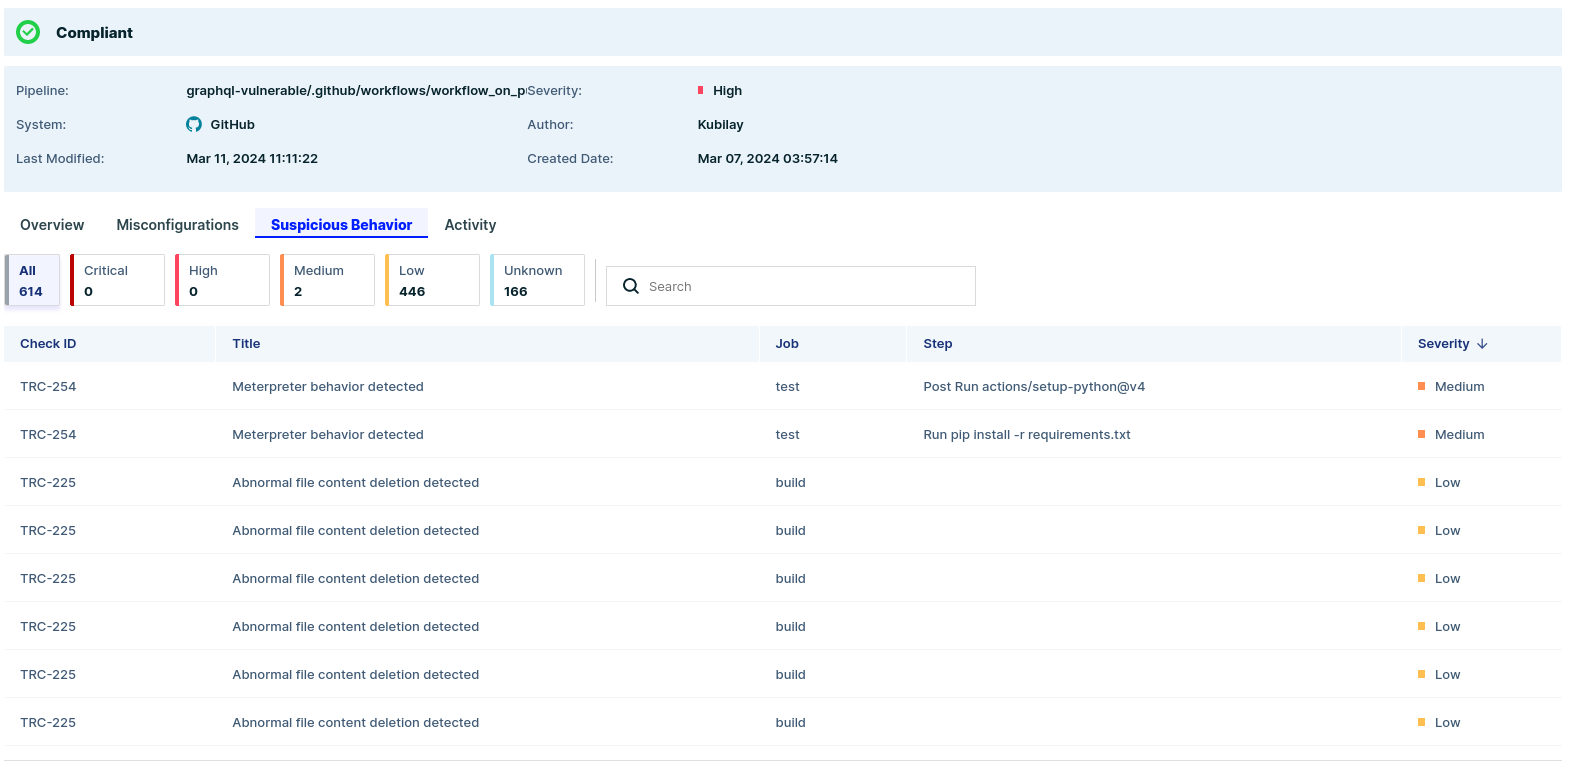 Compliant
Pipeline: graphql-vulnerable/.github/workflows/workflow_on_p Severity: High
System: GitHub Author: Kubilay
Last Modified: Mar 11, 2024 11:11:22 Created Date: Mar 07, 2024 03:57:14
Overview Misconfigurations Suspicious Behavior Activity
All Critical High Medium Low Unknown
614 0 0 2 446 166
Search
Check ID Title Job Step Severity
TRC-254 Meterpreter behavior detected test Post Run actions/setup-python@v4 Medium
TRC-254 Meterpreter behavior detected test Run pip install -r requirements.txt Medium
TRC-225 Abnormal file content deletion detected build Low
TRC-225 Abnormal file content deletion detected build Low
TRC-225 Abnormal file content deletion detected build Low
TRC-225 Abnormal file content deletion detected build Low
TRC-225 Abnormal file content deletion detected build Low
TRC-225 Abnormal file content deletion detected build Low